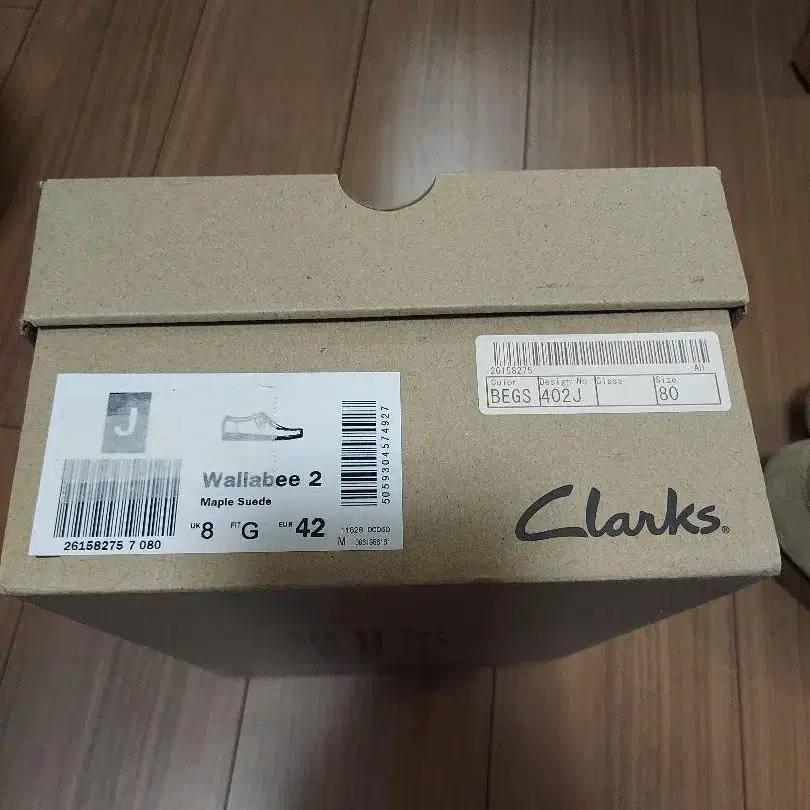 J
Wallabee 2
Maple Suede
UK 8 FIT G EUR 42
26158275 7 080
5059304574927
M
26158275 AH
Color Design No Class Size
BEGS 402J 80
Clarks®